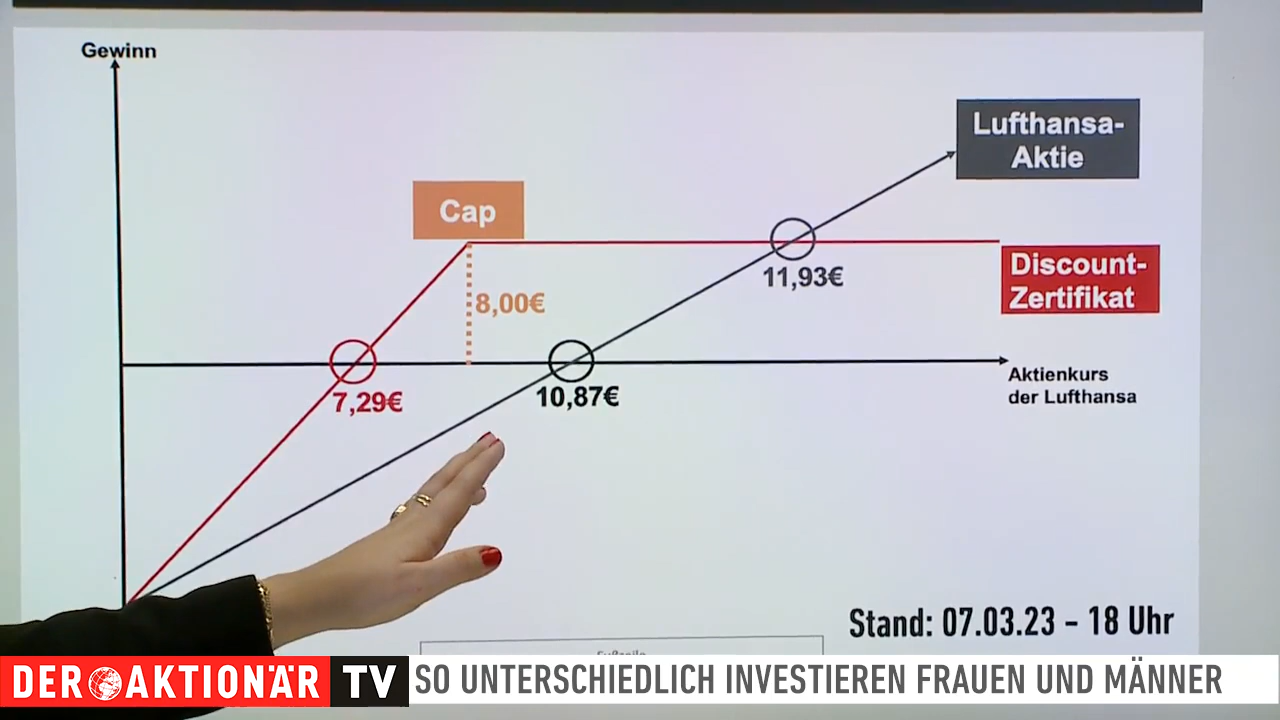 Gewinn
Lufthansa-
Aktie
Cap
Discount-
Zertifikat
8,00€
11,93€
7,29€
10,87€
Aktienkurs
der Lufthansa
Stand: 07.03.23 – 18 Uhr
DER AKTIONÄR TV
SO UNTERSCHIEDLICH INVESTIEREN FRAUEN UND MÄNNER